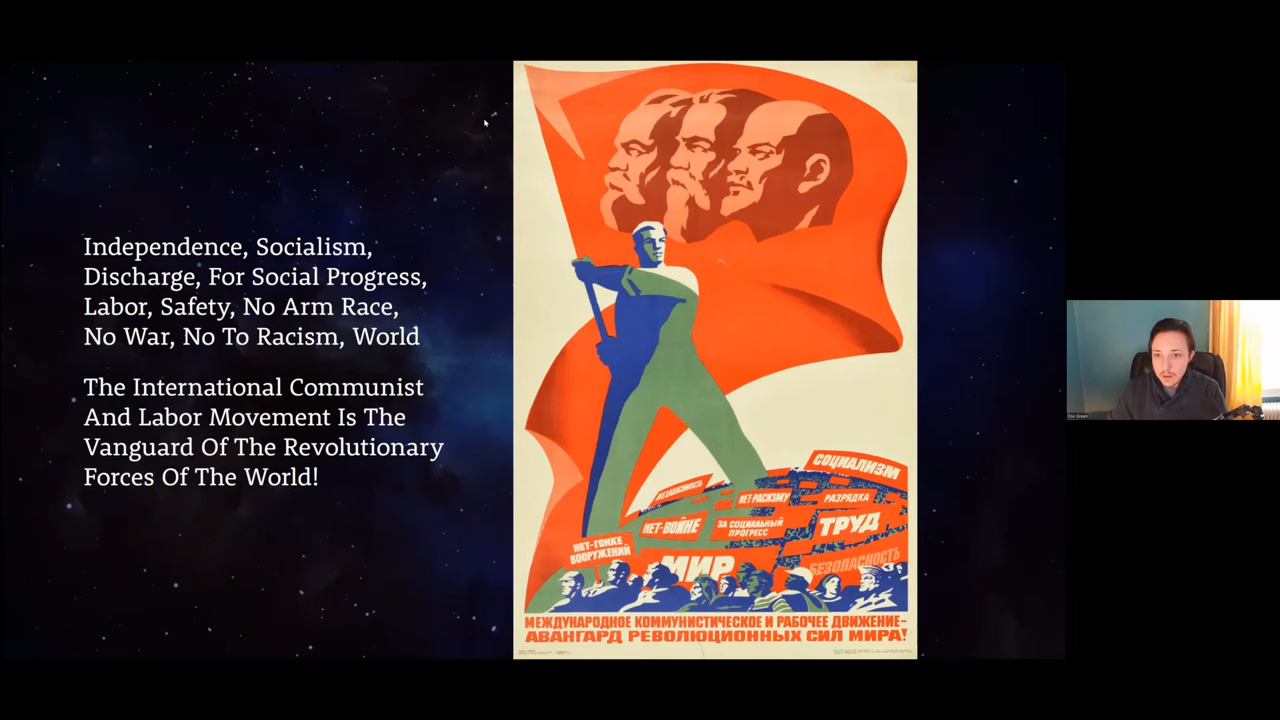 Independence, Socialism,
Discharge, For Social Progress,
Labor, Safety, No Arm Race,
No War, No To Racism, World
The International Communist
And Labor Movement Is The
Vanguard Of The Revolutionary
Forces Of The World!
СОЦИАЛИЗМ
НЕЗАВИСИМОСТЬ
НЕТ-РАСИЗМУ
РАЗРЯДКА
НЕТ-ВОЙНЕ
ЗА СОЦИАЛЬНЫЙ
ПРОГРЕСС
ТРУД
НЕТ-ГОНКЕ
ВООРУЖЕНИЙ
МИР
БЕЗОПАСНОСТЬ
МЕЖДУНАРОДНОЕ КОММУНИСТИЧЕСКОЕ И РАБОЧЕЕ ДВИЖЕНИЕ-
АВАНГАРД РЕВОЛЮЦИОННЫХ СИЛ МИРА!
Fox Green